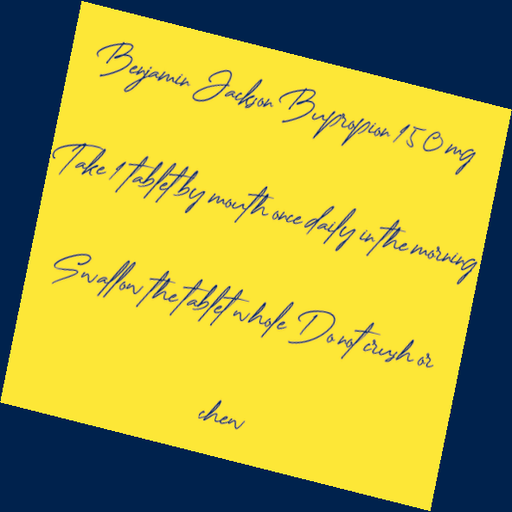 Benjamin Jackson Bupropion 150 mg
Take 1 tablet by mouth once daily in the morning
Swallow the tablet whole Do not crush or
chew